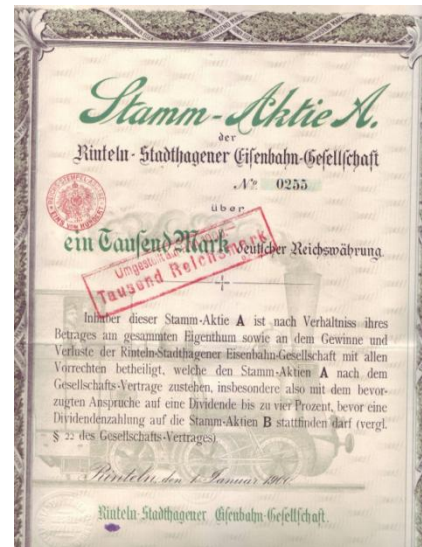 Stamm-Aktie A.
der
Rinteln-Stadthagener Eisenbahn-Gesellschaft
№ 0255
über
ein Tausend Mark deutscher Reichswährung
Umgestellt auf
Tausend Reichsmark
Inhaber dieser Stamm-Aktie A ist nach Verhältniss ihres
Betrages am gesammten Eigenthum sowie an dem Gewinne und
Verluste der Rinteln-Stadthagener Eisenbahn-Gesellschaft mit allen
Vorrechten betheiligt, welche den Stamm-Aktien A nach dem
Gesellschafts-Vertrage zustehen, insbesondere also mit dem bevor-
zugten Anspruche auf eine Dividende bis zu vier Prozent, bevor eine
Dividendenzahlung auf die Stamm-Aktien B stattfinden darf (vergl.
§ 22 des Gesellschafts-Vertrages).
Rinteln, den 1. Januar 1900.
Rinteln-Stadthagener Eisenbahn-Gesellschaft.